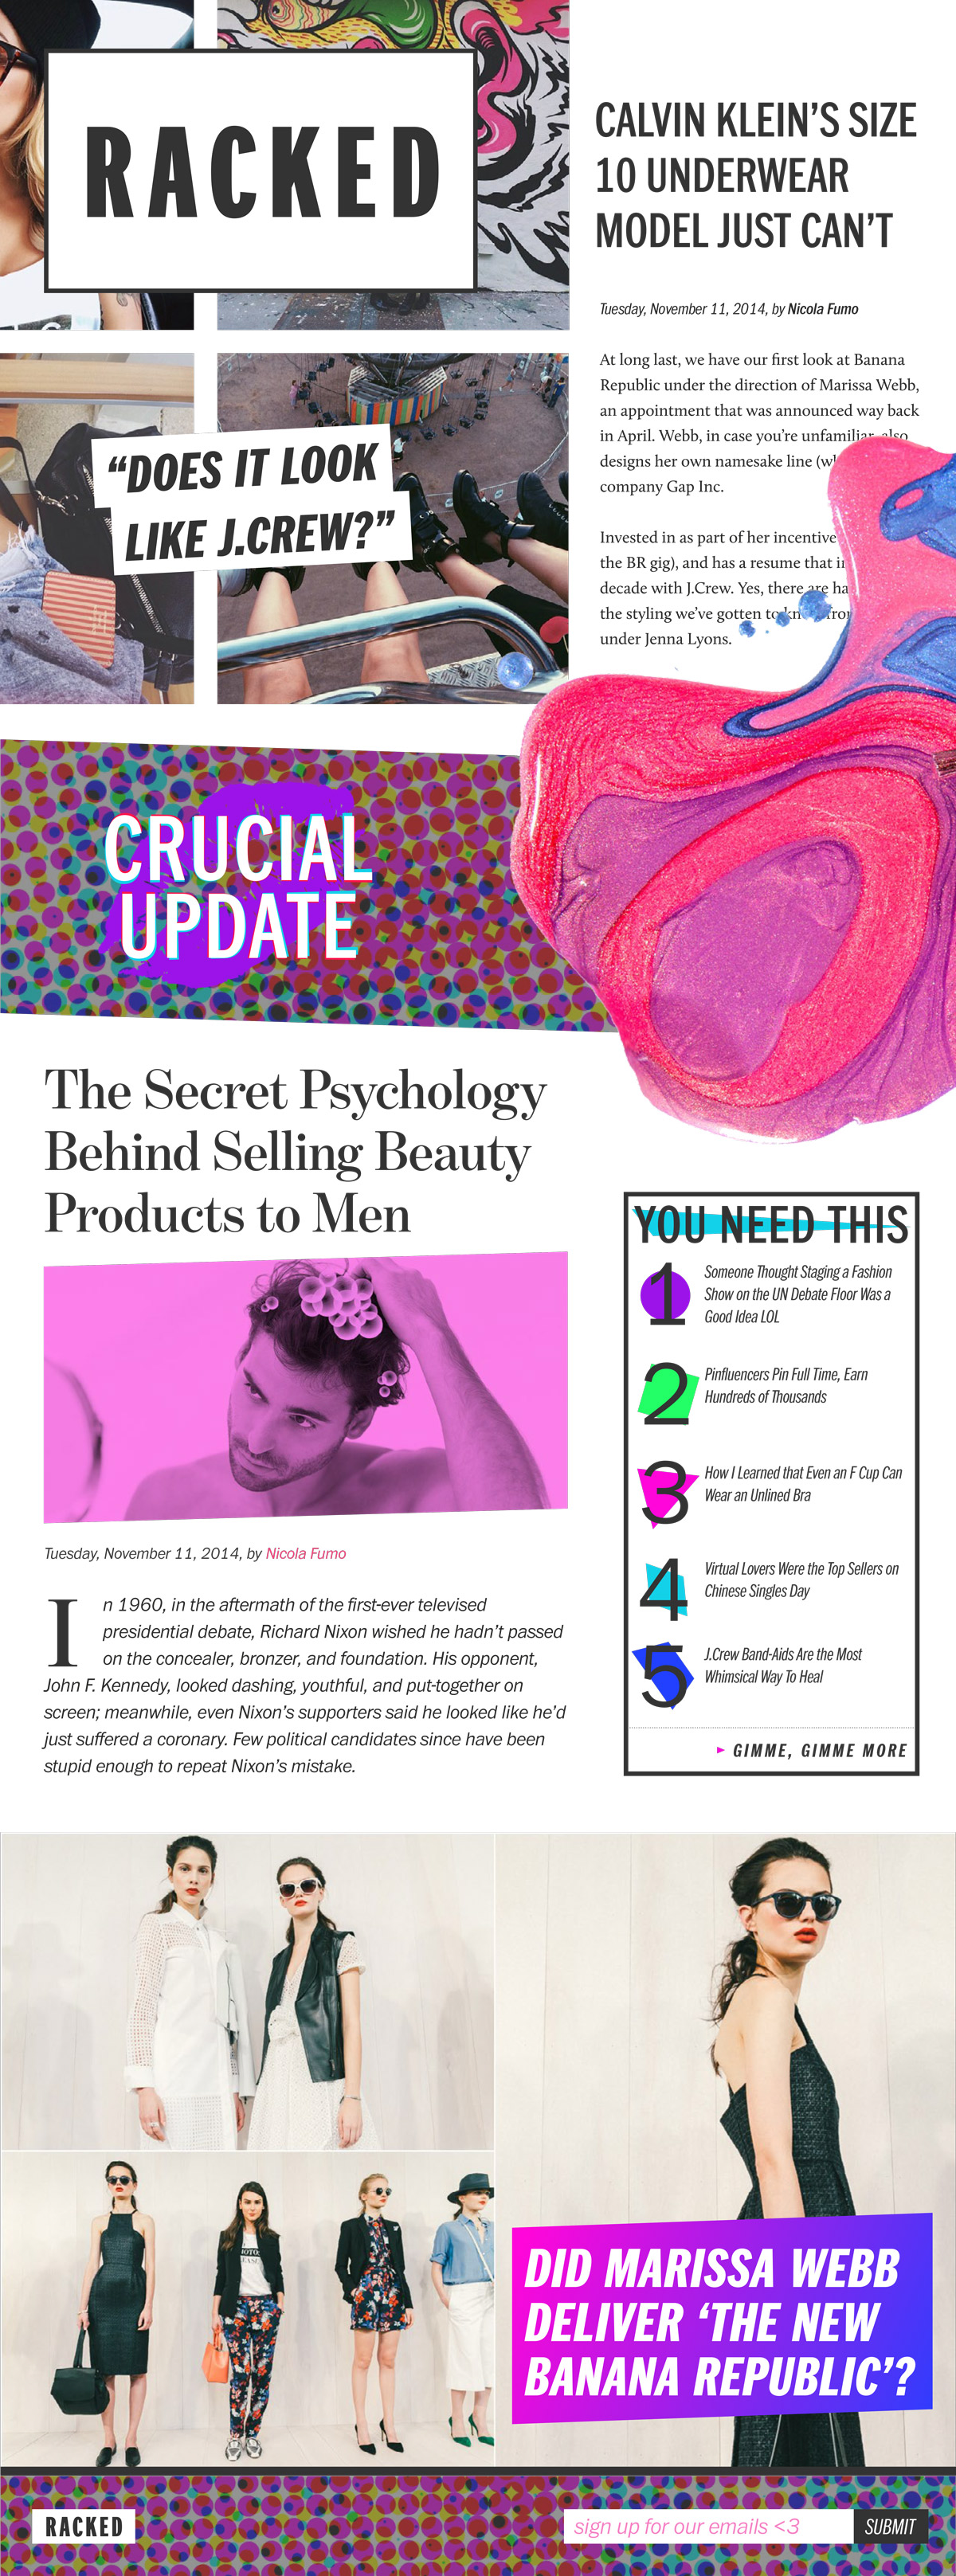 RACKED
CALVIN KLEIN’S SIZE
10 UNDERWEAR
MODEL JUST CAN’T
Tuesday, November 11, 2014, by Nicola Fumo
At long last, we have our first look at Banana
Republic under the direction of Marissa Webb,
an appointment that was announced way back
in April. Webb, in case you’re unfamiliar, also
designs her own namesake line
company Gap Inc.
Invested in as part of her incentive
the BR gig), and has a resume that
decade with J.Crew. Yes, there are
the styling we’ve gotten to
under Jenna Lyons.
“DOES IT LOOK
LIKE J.CREW?”
CRUCIAL
UPDATE
The Secret Psychology
Behind Selling Beauty
Products to Men
Tuesday, November 11, 2014, by Nicola Fumo
In 1960, in the aftermath of the first-ever televised
presidential debate, Richard Nixon wished he hadn’t passed
on the concealer, bronzer, and foundation. His opponent,
John F. Kennedy, looked dashing, youthful, and put-together on
screen; meanwhile, even Nixon’s supporters said he looked like he’d
just suffered a coronary. Few political candidates since have been
stupid enough to repeat Nixon’s mistake.
YOU NEED THIS
1 Someone Thought Staging a Fashion
Show on the UN Debate Floor Was a
Good Idea LOL
2 Pinfluencers Pin Full Time, Earn
Hundreds of Thousands
3 How I Learned that Even an F Cup Can
Wear an Unlined Bra
4 Virtual Lovers Were the Top Sellers on
Chinese Singles Day
5 J.Crew Band-Aids Are the Most
Whimsical Way To Heal
GIMME, GIMME MORE
DID MARISSA WEBB
DELIVER ‘THE NEW
BANANA REPUBLIC’?
RACKED
sign up for our emails <3
SUBMIT